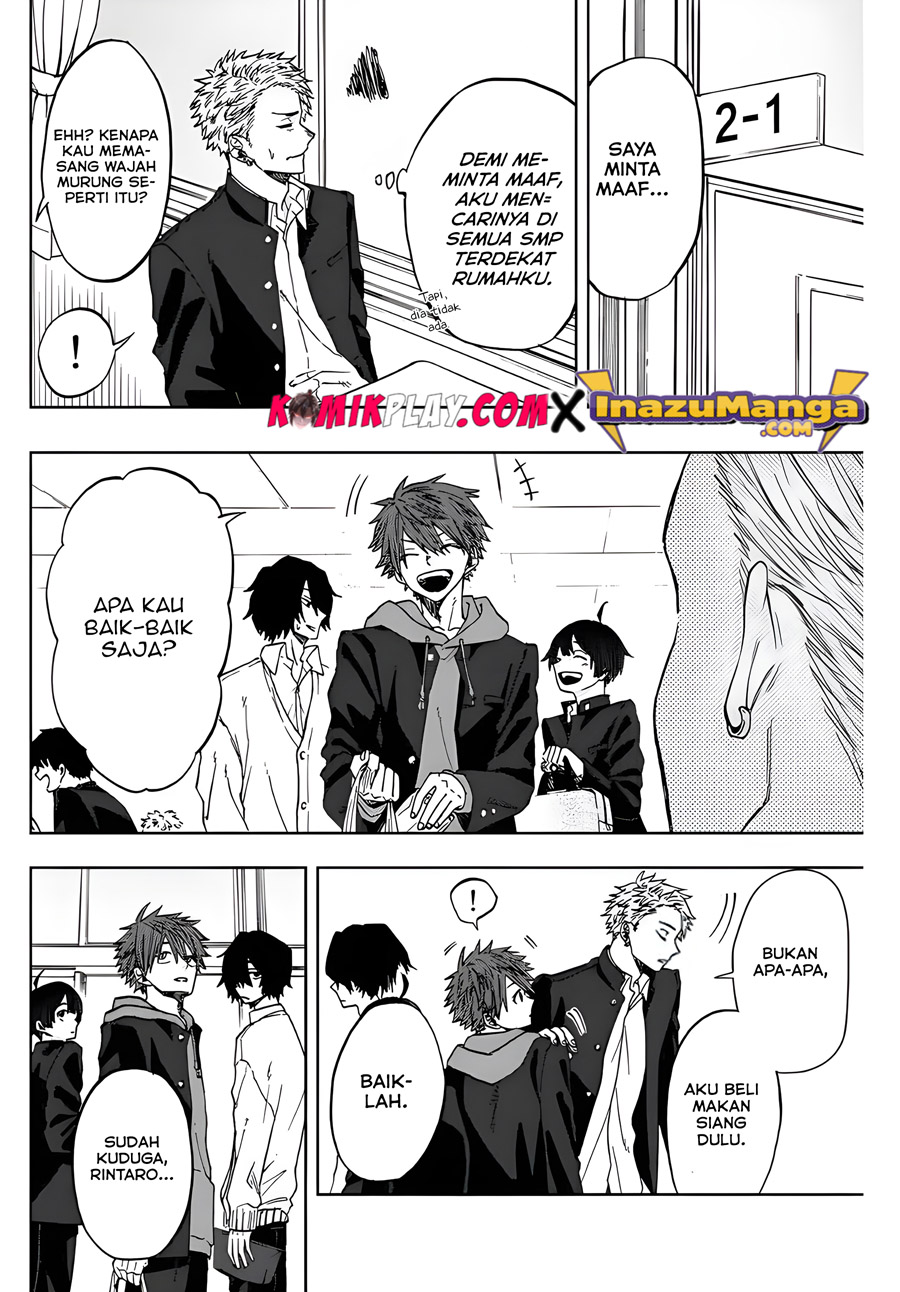 2-1
SAYA
MINTA
MAAF...
DEMI ME-
MINTA MAAF,
AKU MEN=
CARINYA DI
SEMUA SMP
TERDEKAT
RUMAHKU.
Tapi,
dia tidak
ada.
EHH? KENAPA
KAU MEMA-
SANG WAJAH
MURUNG SE-
PERTI ITU?
!
KOMIKPLAY.COM X INAZUMANGA
.COM
APA KAU
BAIK-BAIK
SAJA?
BUKAN
APA-APA,
AKU BELI
MAKAN
SIANG
DULU.
!
BAIK-
LAH.
SUDAH
KUDUGA,
RINTARO...